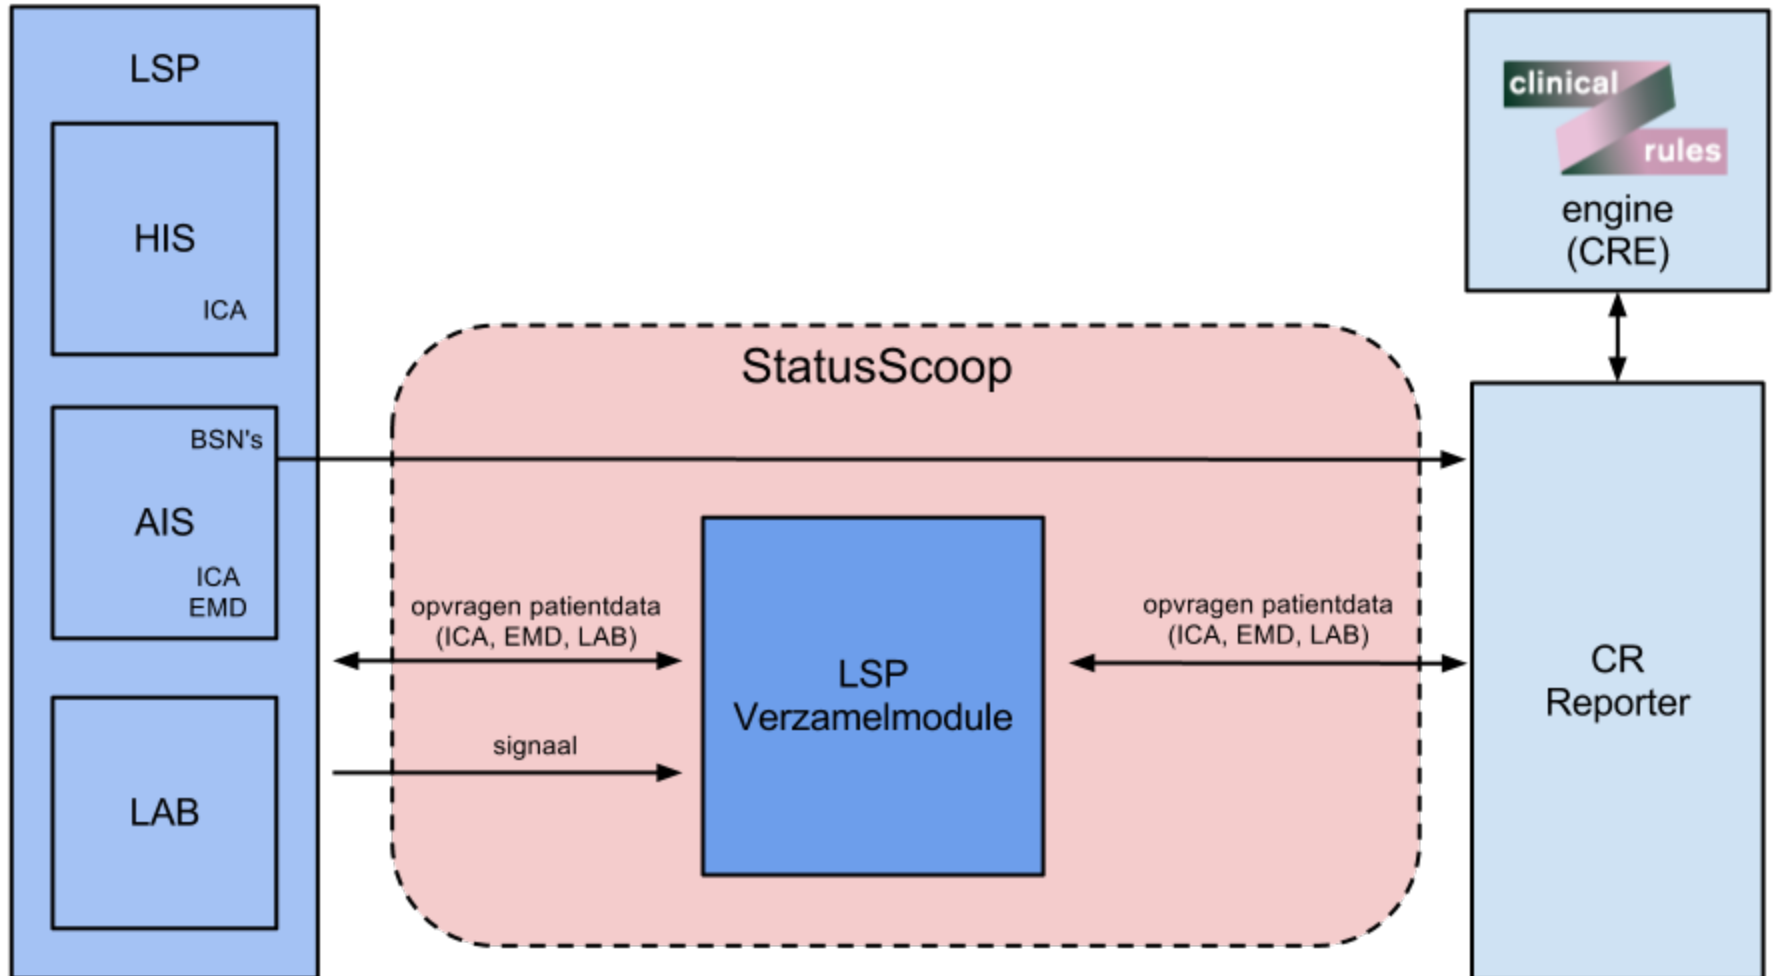 LSP
HIS
ICA
BSN's
AIS
ICA
EMD
LAB
StatusScoop
opvragen patientdata
(ICA, EMD, LAB)
signaal
LSP
Verzamelmodule
opvragen patientdata
(ICA, EMD, LAB)
clinical
rules
engine
(CRE)
CR
Reporter